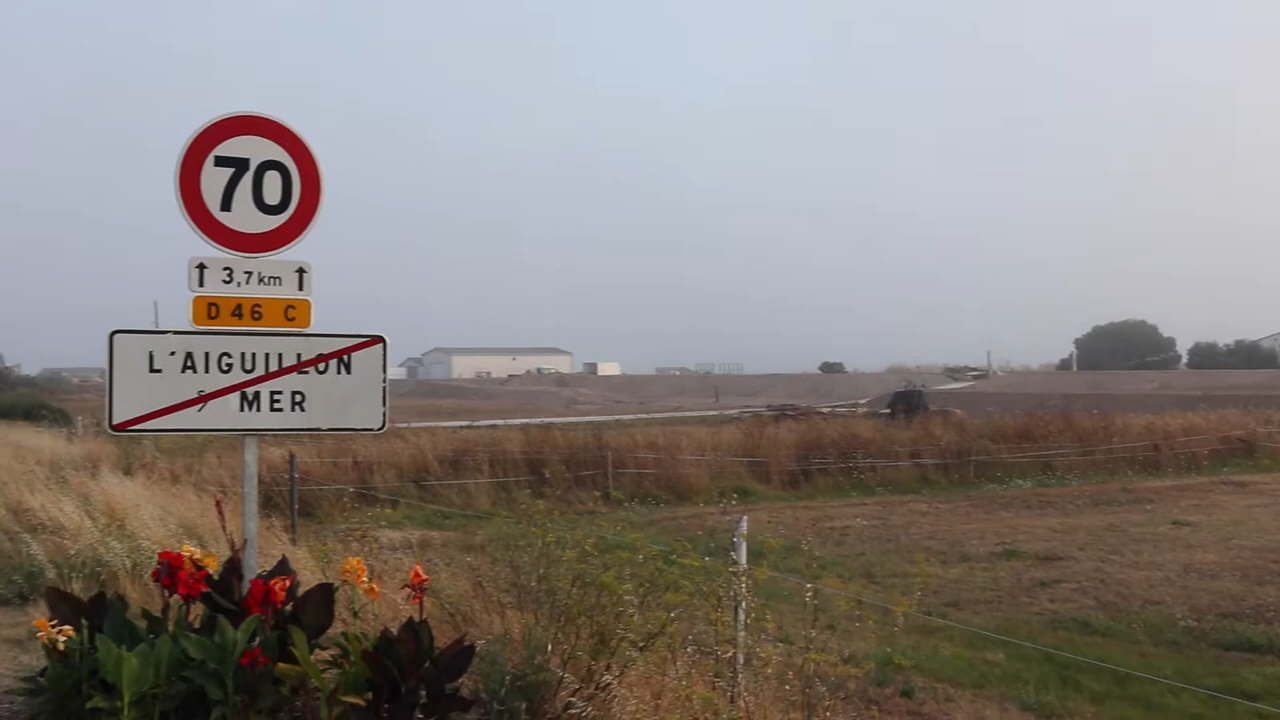 70
↑ 3,7 km ↑
D 46 C
L'AIGUILLON
S/ MER